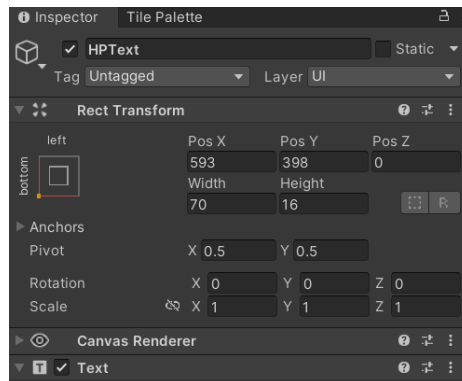 Inspector Tile Palette
HPText Static
Tag Untagged Layer UI
Rect Transform
left Pos X Pos Y Pos Z
bottom 593 398 0
Width Height
70 16 R
Anchors
Pivot X 0.5 Y 0.5
Rotation X 0 Y 0 Z 0
Scale X 1 Y 1 Z 1
Canvas Renderer
T Text